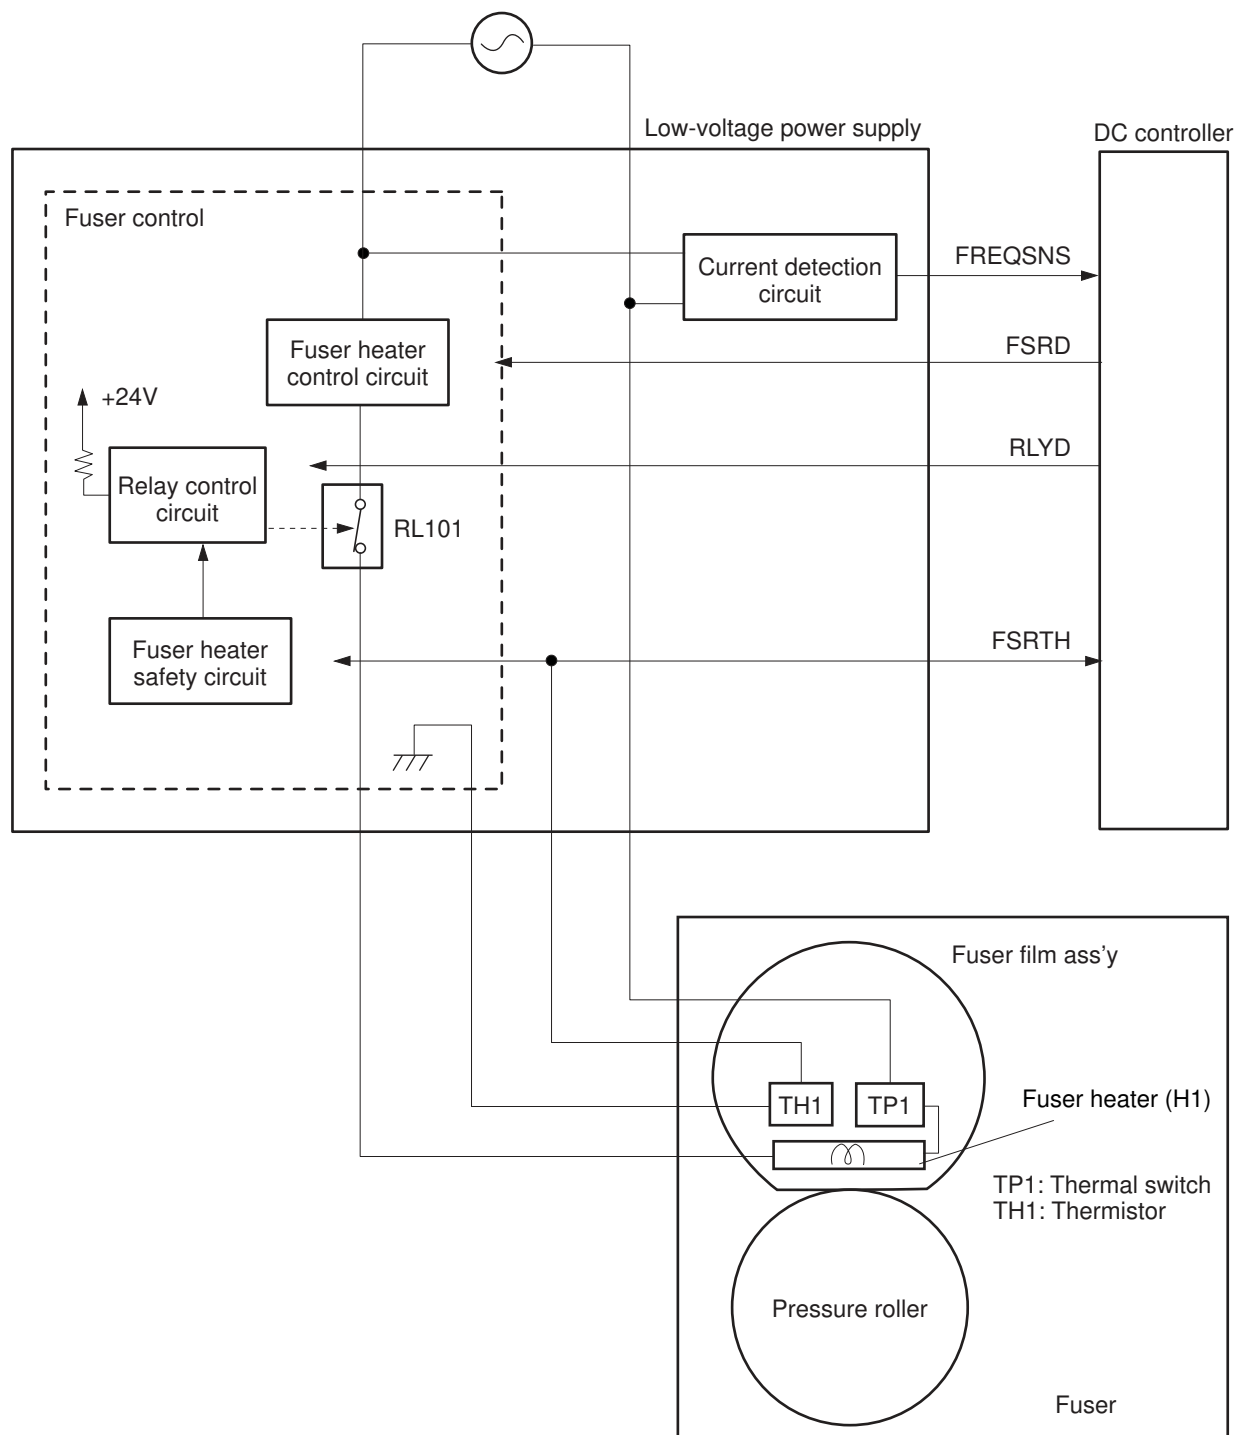 Low-voltage power supply
DC controller
Fuser control
Current detection
circuit
FREQSNS
Fuser heater
control circuit
FSRD
+24V
RLYD
Relay control
circuit
RL101
Fuser heater
safety circuit
FSRTH
Fuser film ass'y
TH1
TP1
Fuser heater (H1)
TP1: Thermal switch
TH1: Thermistor
Pressure roller
Fuser